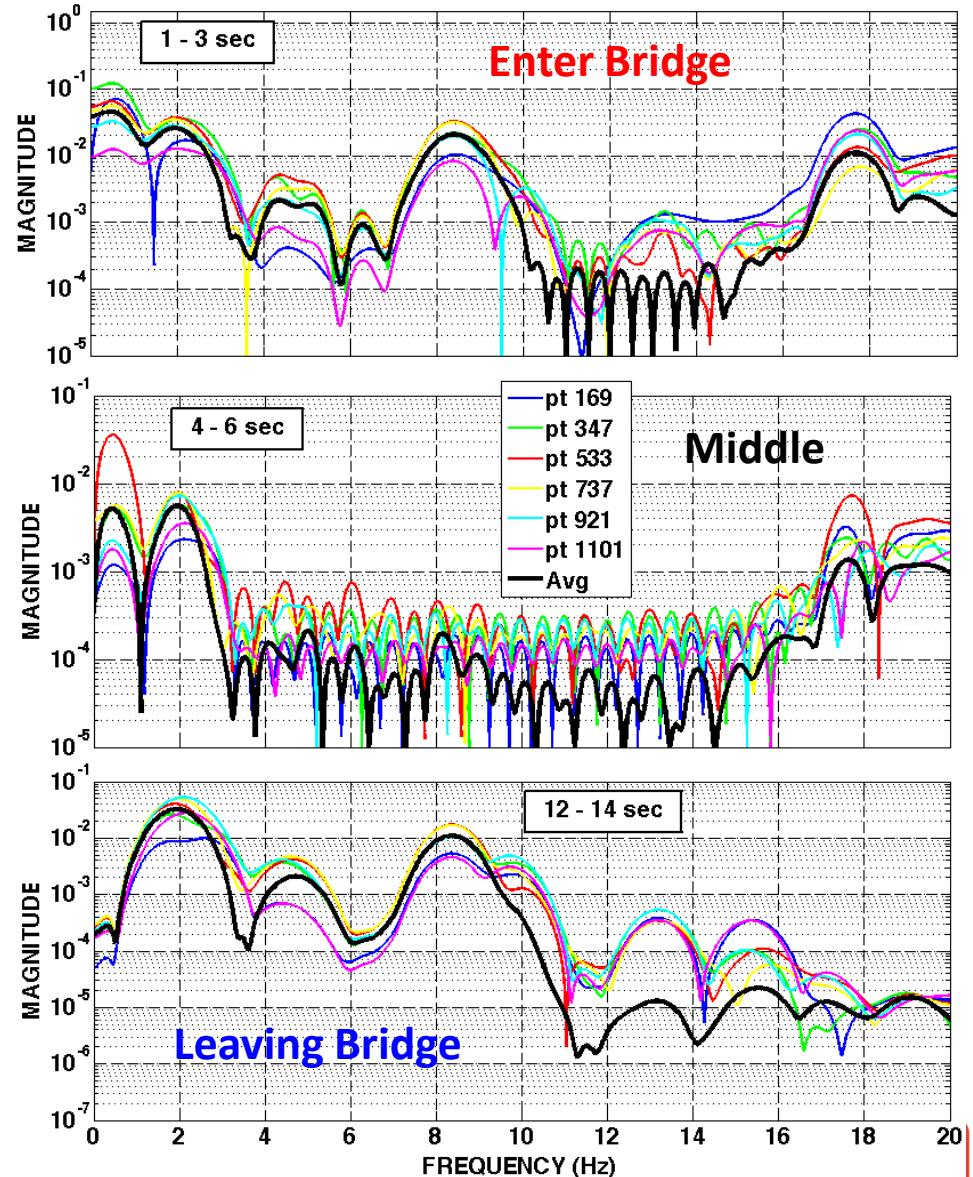 10^0
1 - 3 sec
Enter Bridge
10^-1
10^-2
10^-3
10^-4
10^-5
MAGNITUDE
10^-1
4 - 6 sec
Middle
10^-2
10^-3
10^-4
10^-5
MAGNITUDE
pt 169
pt 347
pt 533
pt 737
pt 921
pt 1101
Avg
10^-1
12 - 14 sec
10^-2
10^-3
10^-4
10^-5
10^-6
10^-7
MAGNITUDE
Leaving Bridge
0 2 4 6 8 10 12 14 16 18 20
FREQUENCY (Hz)